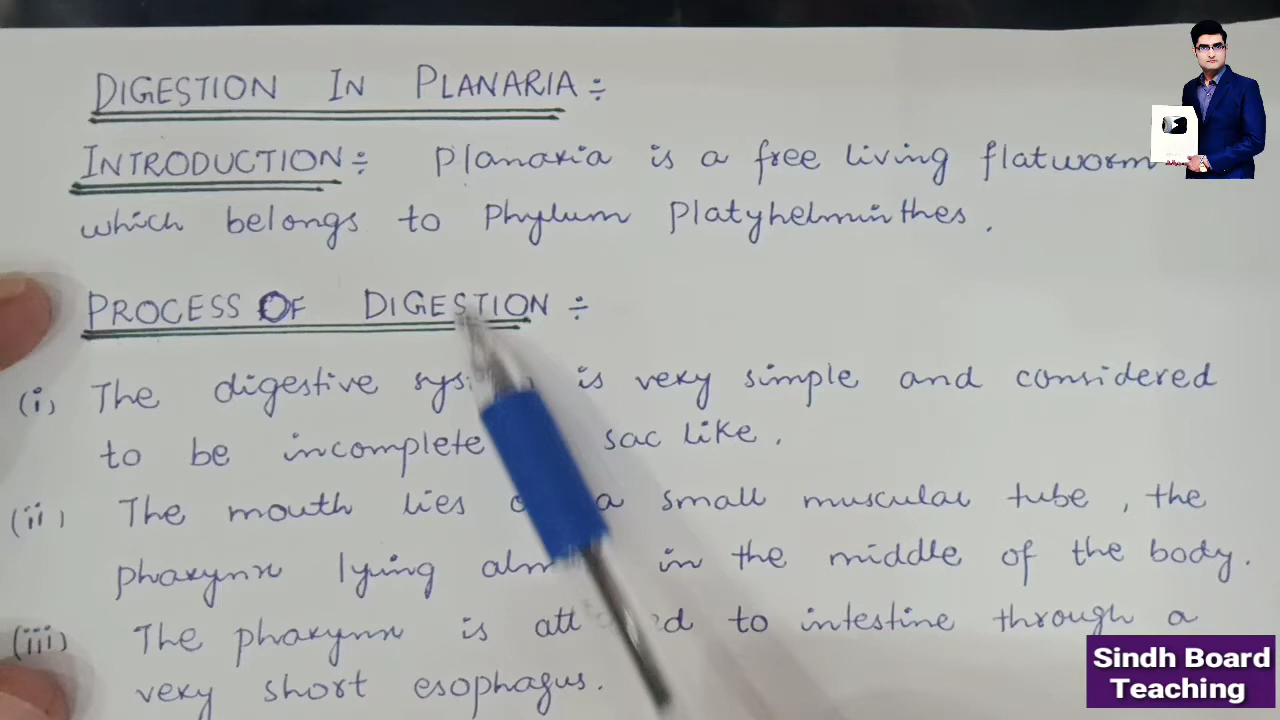 DIGESTION IN PLANARIA ÷
INTRODUCTION ÷ Planaria is a free living flatworm
which belongs to Phylum Platyhelminthes.
PROCESS OF DIGESTION ÷
(i) The digestive is very simple and considered
to be incomplete sac like.
(ii) The mouth lies a small muscular tube, the
pharynx lying in the middle of the body.
(iii) The pharynx is to intestine through a
very short esophagus.
Sindh Board
Teaching